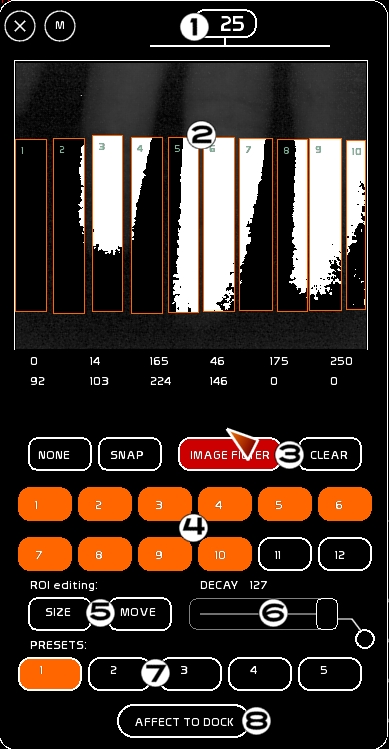 M 1 25
2
1 2 3 4 5 6 7 8 9 10
0 14 165 46 175 250
92 103 224 146 0 0
NONE SNAP IMAGE FILTER 3 CLEAR
1 2 3 4 5 6
4
7 8 9 10 11 12
ROI editing: DECAY 127
SIZE 5 MOVE 6
PRESETS:
1 2 7 3 4 5
AFFECT TO DOCK 8